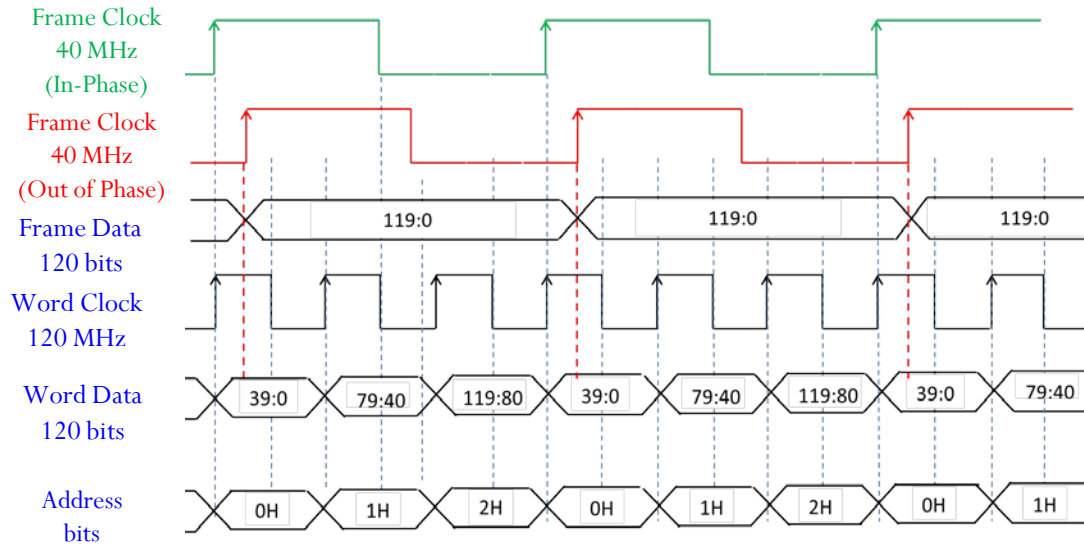 Frame Clock
40 MHz
(In-Phase)
Frame Clock
40 MHz
(Out of Phase)
Frame Data
120 bits
119:0
119:0
119:0
Word Clock
120 MHz
Word Data
120 bits
39:0
79:40
119:80
39:0
79:40
119:80
39:0
79:40
Address
bits
0H
1H
2H
0H
1H
2H
0H
1H